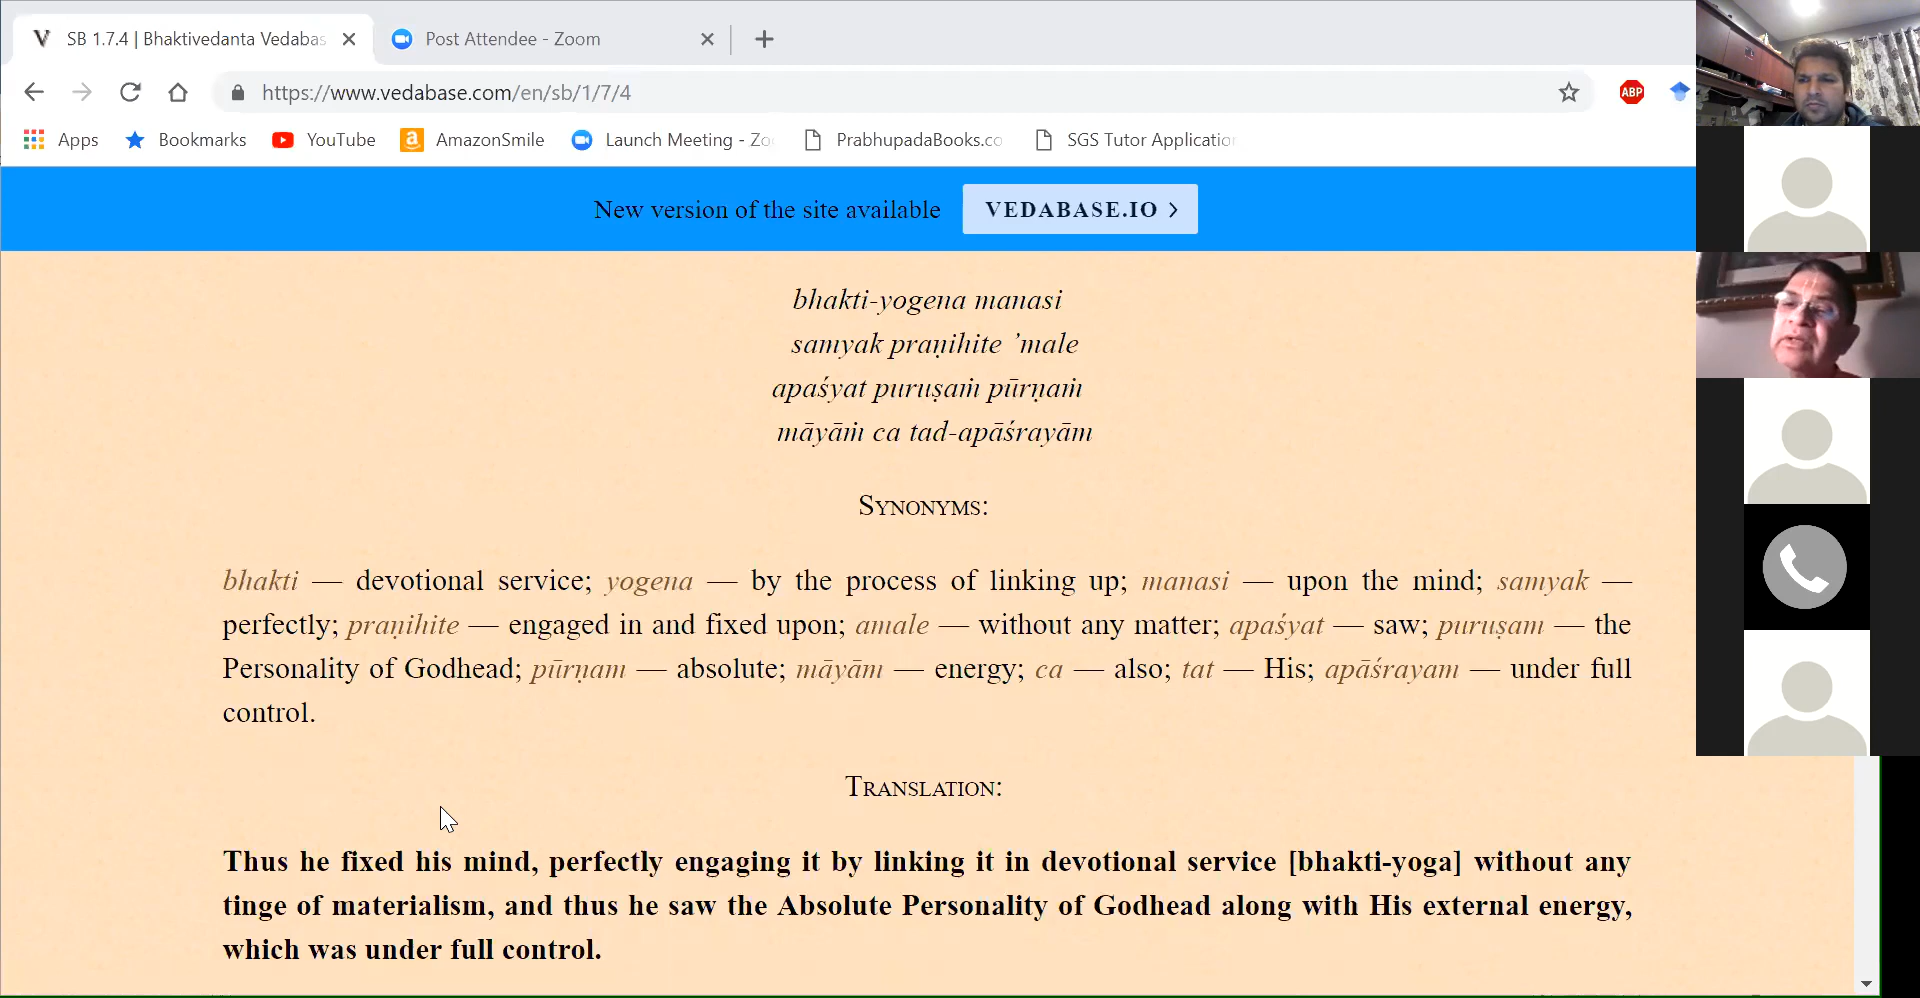 V SB 1.7.4 | Bhaktivedanta Vedabas
Post Attendee - Zoom
https://www.vedabase.com/en/sb/1/7/4
ABP
Apps Bookmarks YouTube AmazonSmile Launch Meeting - Zo PrabhupadaBooks.co SGS Tutor Application
New version of the site available VEDABASE.IO
bhakti-yogena manasi
samyak praṇihite ’male
apaśyat puruṣaṁ pūrṇaṁ
māyāṁ ca tad-apāśrayām
SYNONYMS:
bhakti — devotional service; yogena — by the process of linking up; manasi — upon the mind; samyak —
perfectly; praṇihite — engaged in and fixed upon; amale — without any matter; apaśyat — saw; puruṣam — the
Personality of Godhead; pūrṇam — absolute; māyām — energy; ca — also; tat — His; apāśrayam — under full
control.
TRANSLATION:
Thus he fixed his mind, perfectly engaging it by linking it in devotional service [bhakti-yoga] without any
tinge of materialism, and thus he saw the Absolute Personality of Godhead along with His external energy,
which was under full control.